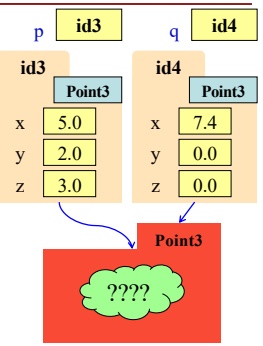 p id3 q id4
id3 id4
Point3 Point3
x 5.0 x 7.4
y 2.0 y 0.0
z 3.0 z 0.0
Point3
????